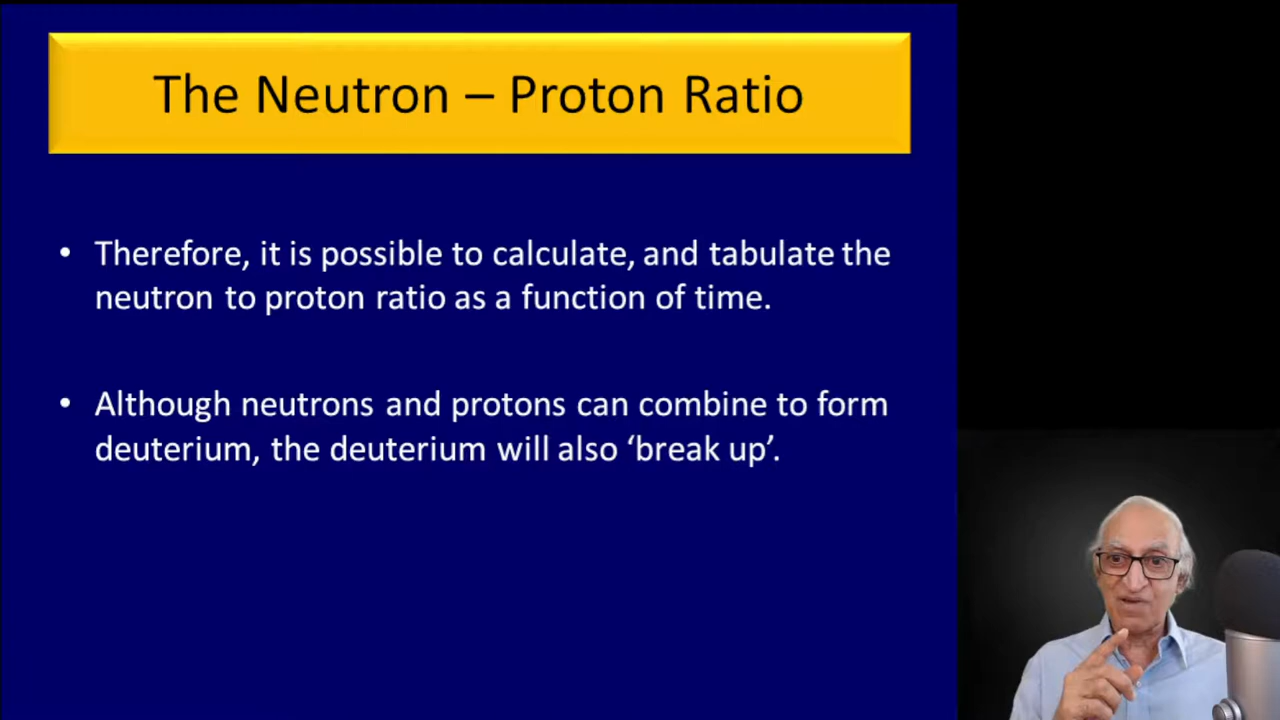 The Neutron – Proton Ratio
• Therefore, it is possible to calculate, and tabulate the
neutron to proton ratio as a function of time.
• Although neutrons and protons can combine to form
deuterium, the deuterium will also ‘break up’.